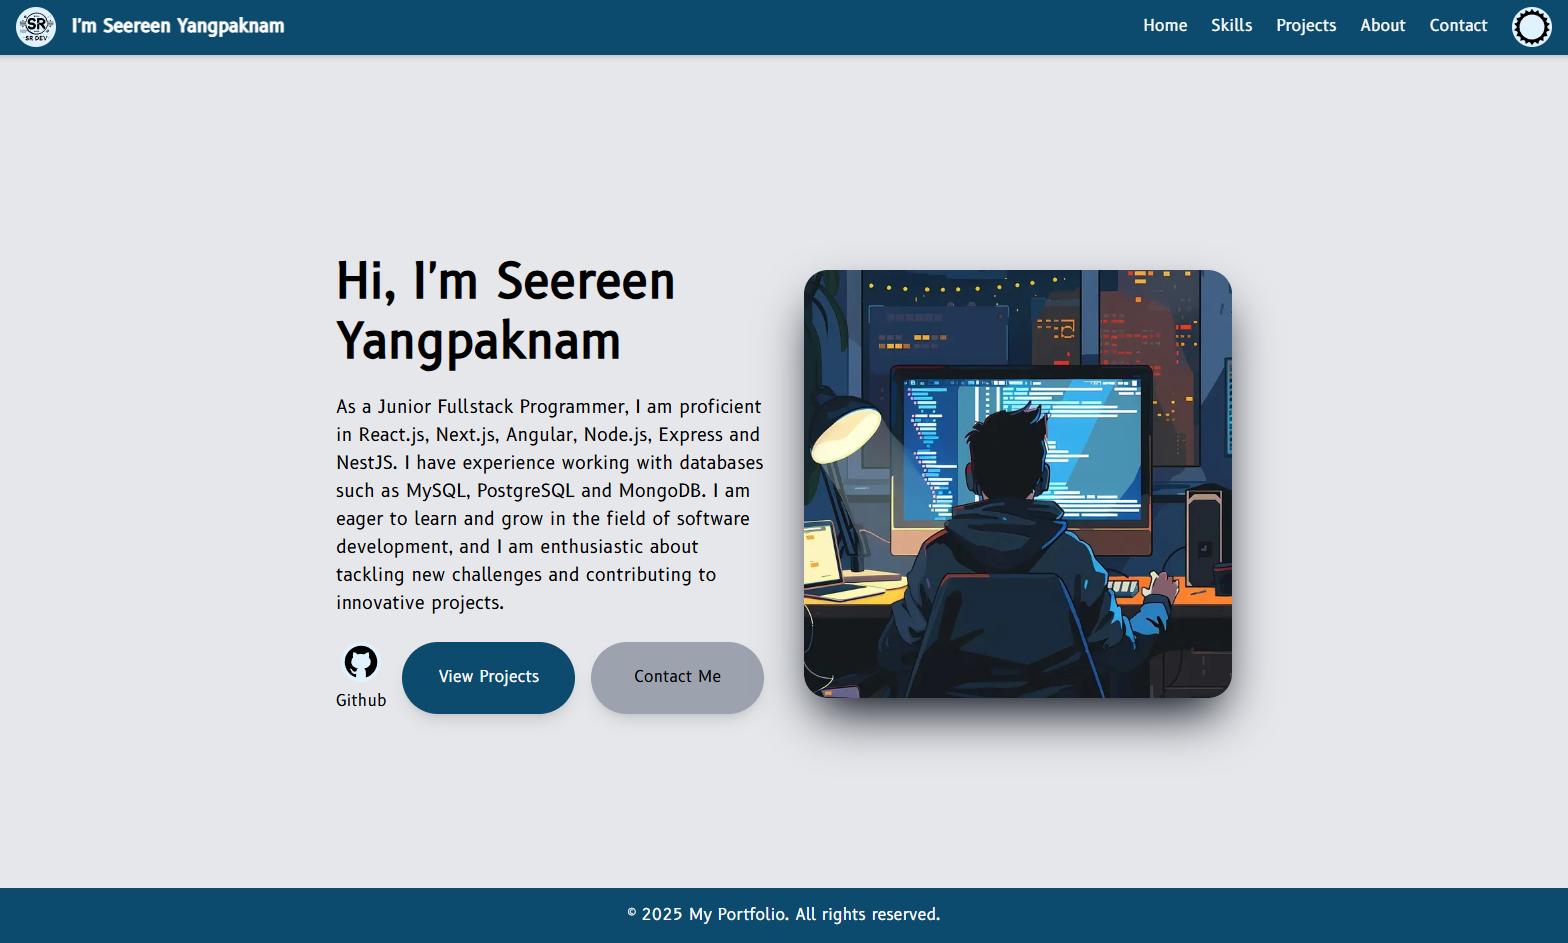 SR
SR DEV
I'm Seereen Yangpaknam
Home
Skills
Projects
About
Contact
Hi, I'm Seereen
Yangpaknam
As a Junior Fullstack Programmer, I am proficient
in React.js, Next.js, Angular, Node.js, Express and
NestJS. I have experience working with databases
such as MySQL, PostgreSQL and MongoDB. I am
eager to learn and grow in the field of software
development, and I am enthusiastic about
tackling new challenges and contributing to
innovative projects.
Github
View Projects
Contact Me
© 2025 My Portfolio. All rights reserved.